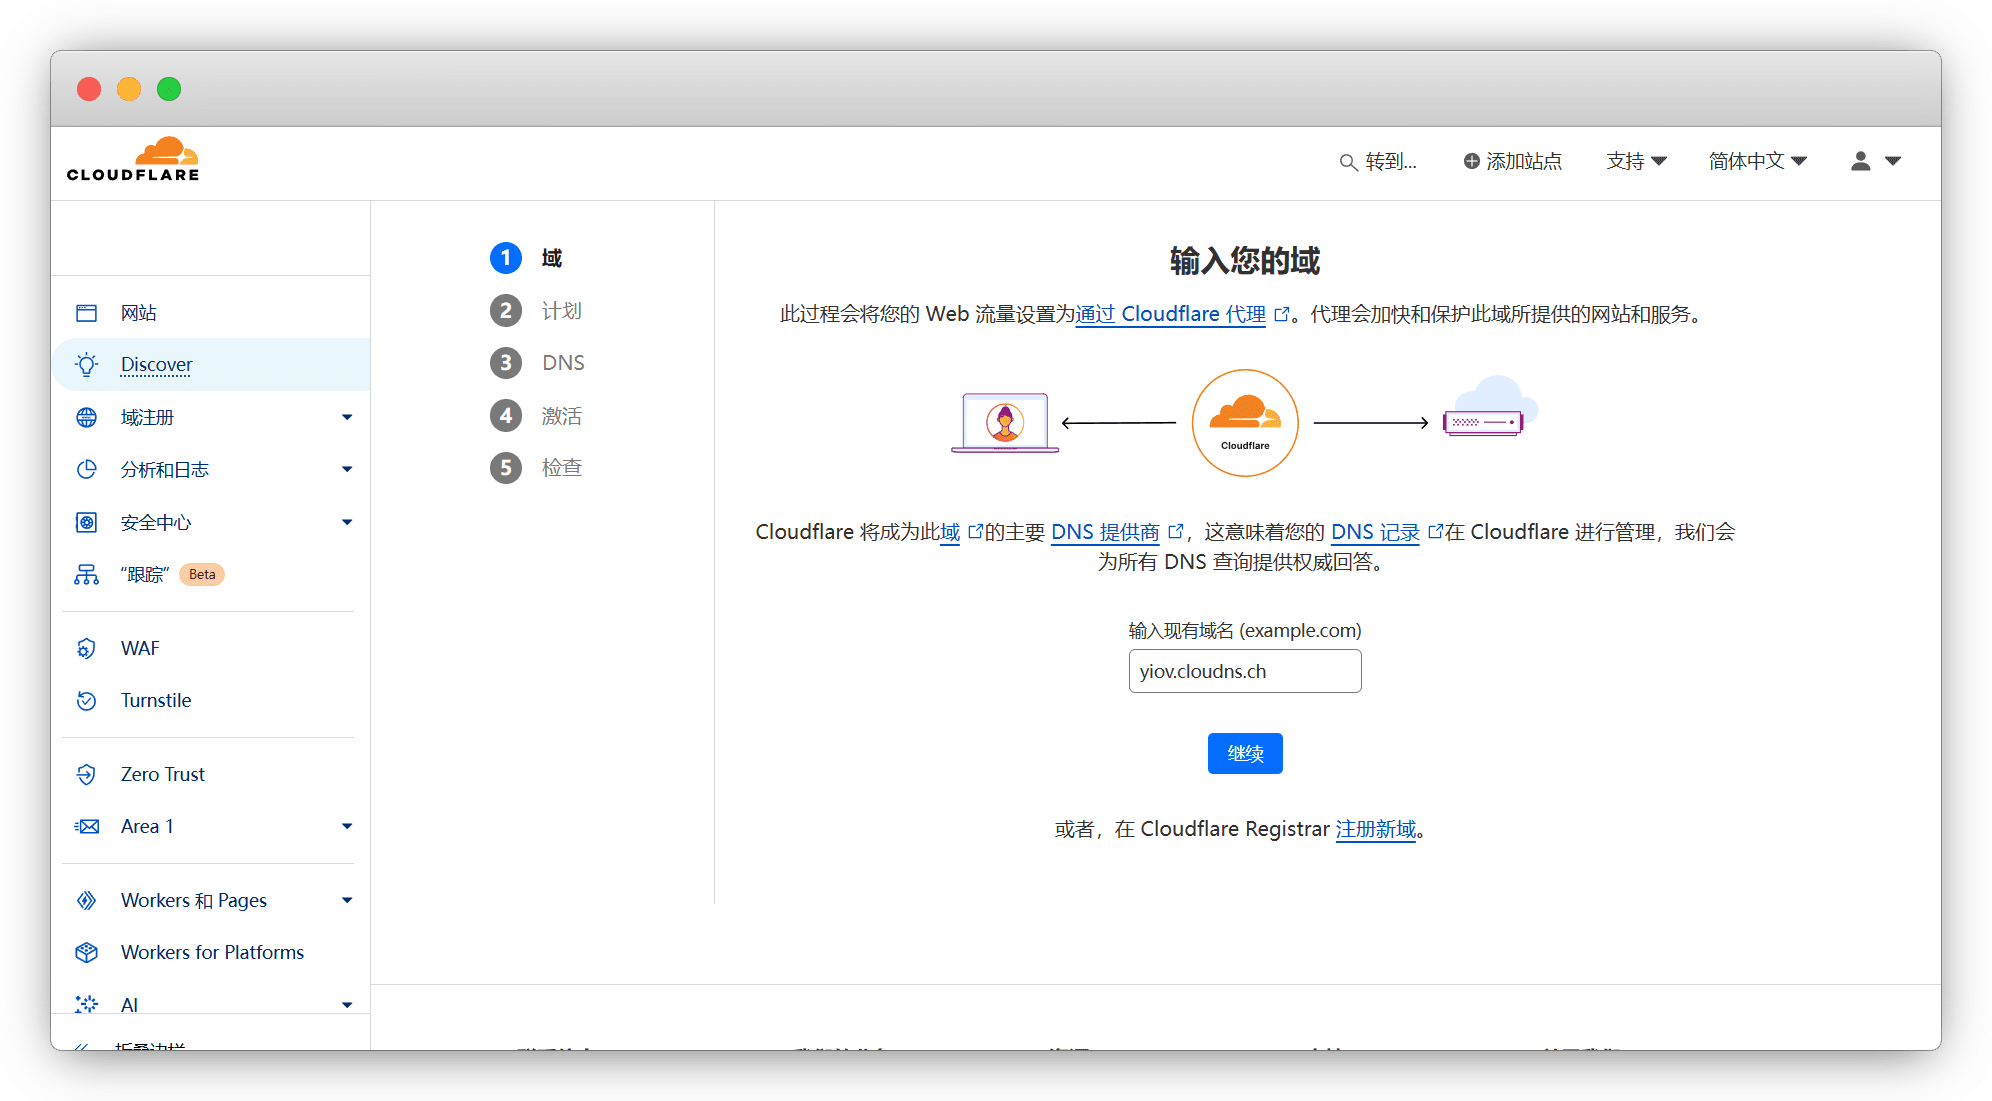 CLOUDFLARE
转到...
添加站点
支持
简体中文
网站
Discover
域注册
分析和日志
安全中心
“跟踪” Beta
WAF
Turnstile
Zero Trust
Area 1
Workers 和 Pages
Workers for Platforms
AI
折叠边栏
1 域
2 计划
3 DNS
4 激活
5 检查
输入您的域
此过程会将您的 Web 流量设置为通过 Cloudflare 代理。代理会加快和保护此域所提供的网站和服务。
Cloudflare
Cloudflare 将成为此域的主要 DNS 提供商，这意味着您的 DNS 记录在 Cloudflare 进行管理，我们会
为所有 DNS 查询提供权威回答。
输入现有域名 (example.com)
yiov.cloudns.ch
继续
或者，在 Cloudflare Registrar 注册新域。